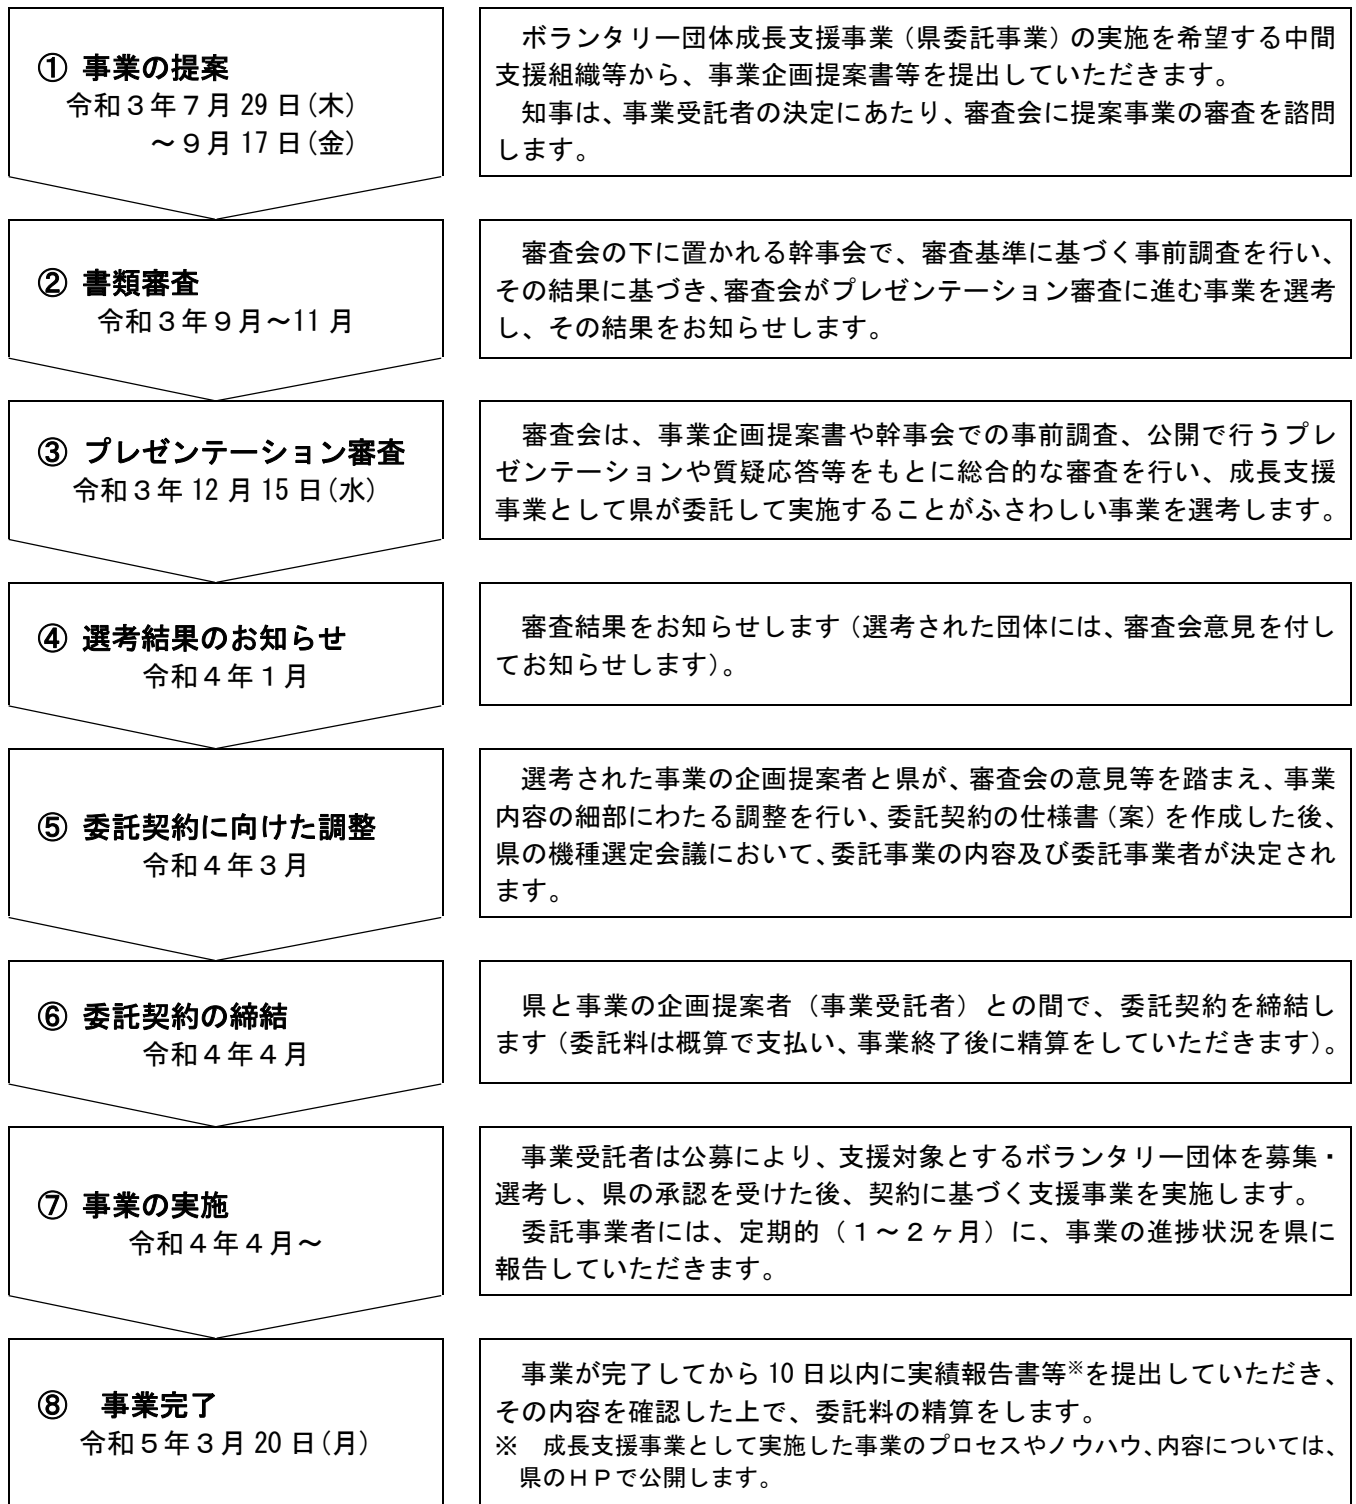 ① 事業の提案
令和３年７月 29 日(木)
～９月 17 日(金)
ボランタリー団体成長支援事業（県委託事業）の実施を希望する中間
支援組織等から、事業企画提案書等を提出していただきます。
知事は、事業受託者の決定にあたり、審査会に提案事業の審査を諮問
します。
② 書類審査
令和３年９月～11 月
審査会の下に置かれる幹事会で、審査基準に基づく事前調査を行い、
その結果に基づき、審査会がプレゼンテーション審査に進む事業を選考
し、その結果をお知らせします。
③ プレゼンテーション審査
令和３年 12 月 15 日(水)
審査会は、事業企画提案書や幹事会での事前調査、公開で行うプレ
ゼンテーションや質疑応答等をもとに総合的な審査を行い、成長支援
事業として県が委託して実施することがふさわしい事業を選考します。
④ 選考結果のお知らせ
令和４年１月
審査結果をお知らせします（選考された団体には、審査会意見を付し
てお知らせします）。
⑤ 委託契約に向けた調整
令和４年３月
選考された事業の企画提案者と県が、審査会の意見等を踏まえ、事業
内容の細部にわたる調整を行い、委託契約の仕様書（案）を作成した後、
県の機種選定会議において、委託事業の内容及び委託事業者が決定され
ます。
⑥ 委託契約の締結
令和４年４月
県と事業の企画提案者（事業受託者）との間で、委託契約を締結し
ます（委託料は概算で支払い、事業終了後に精算をしていただきます）。
⑦ 事業の実施
令和４年４月～
事業受託者は公募により、支援対象とするボランタリー団体を募集・
選考し、県の承認を受けた後、契約に基づく支援事業を実施します。
委託事業者には、定期的（１～２ヶ月）に、事業の進捗状況を県に
報告していただきます。
⑧ 事業完了
令和５年３月 20 日(月)
事業が完了してから 10 日以内に実績報告書等※を提出していただき、
その内容を確認した上で、委託料の精算をします。
※ 成長支援事業として実施した事業のプロセスやノウハウ、内容については、
県のＨＰで公開します。